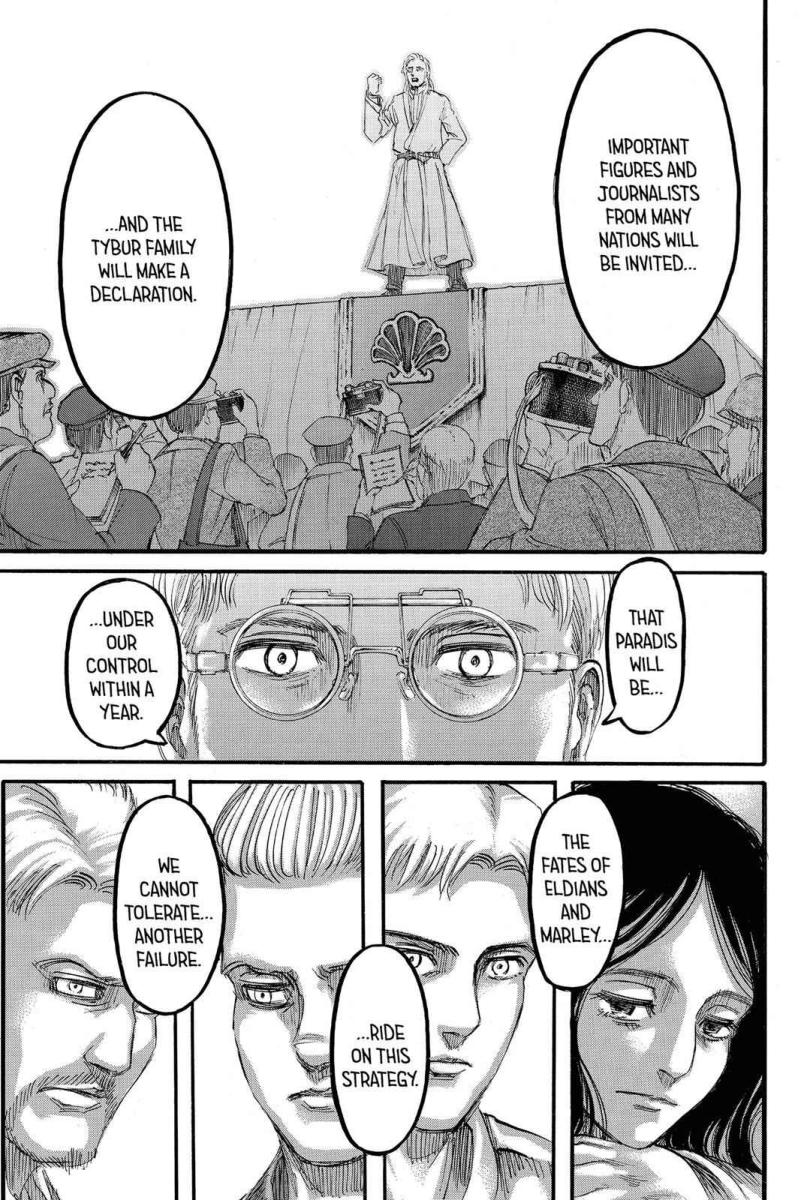 IMPORTANT
FIGURES AND
JOURNALISTS
FROM MANY
NATIONS WILL
BE INVITED...
...AND THE
TYBUR FAMILY
WILL MAKE A
DECLARATION.
THAT
PARADIS
WILL
BE...
...UNDER
OUR
CONTROL
WITHIN A
YEAR.
THE
FATES OF
ELDIANS
AND
MARLEY...
...RIDE
ON THIS
STRATEGY.
WE
CANNOT
TOLERATE...
ANOTHER
FAILURE.